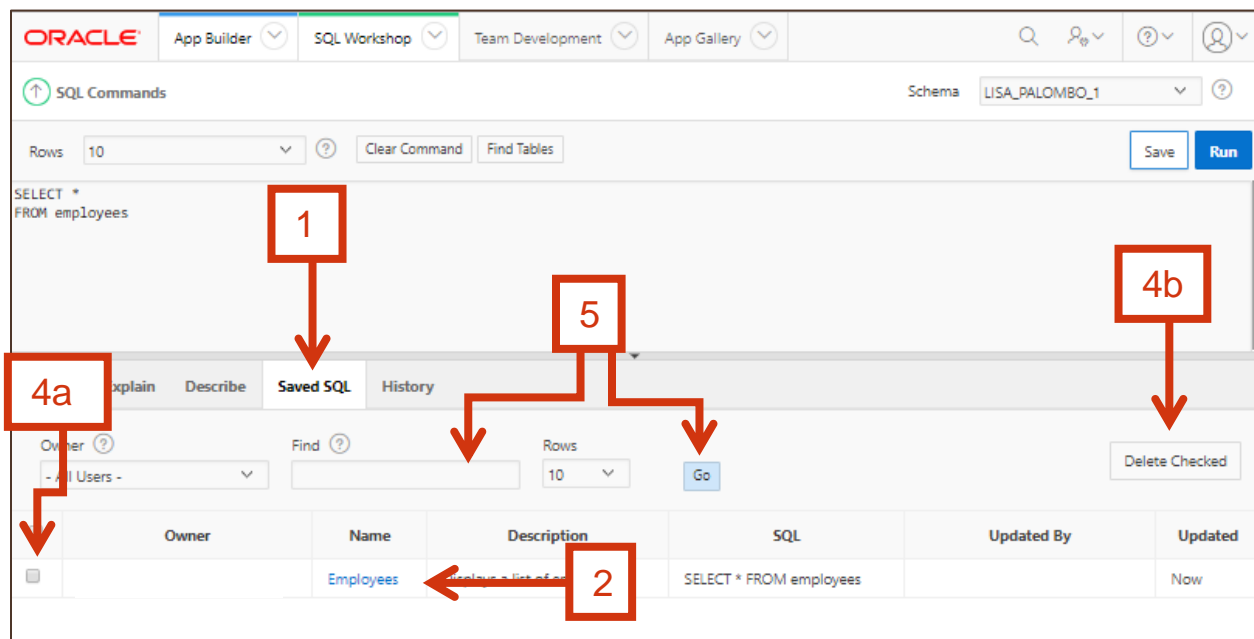 ORACLE App Builder SQL Workshop Team Development App Gallery
SQL Commands Schema LISA_PALOMBO_1
Rows 10 Clear Command Find Tables Save Run
SELECT *
FROM employees
1
5
4b
4a
Describe Saved SQL History
Owner Find Rows
- All Users - 10 Go Delete Checked
Owner Name Description SQL Updated By Updated
Employees SELECT * FROM employees Now
2